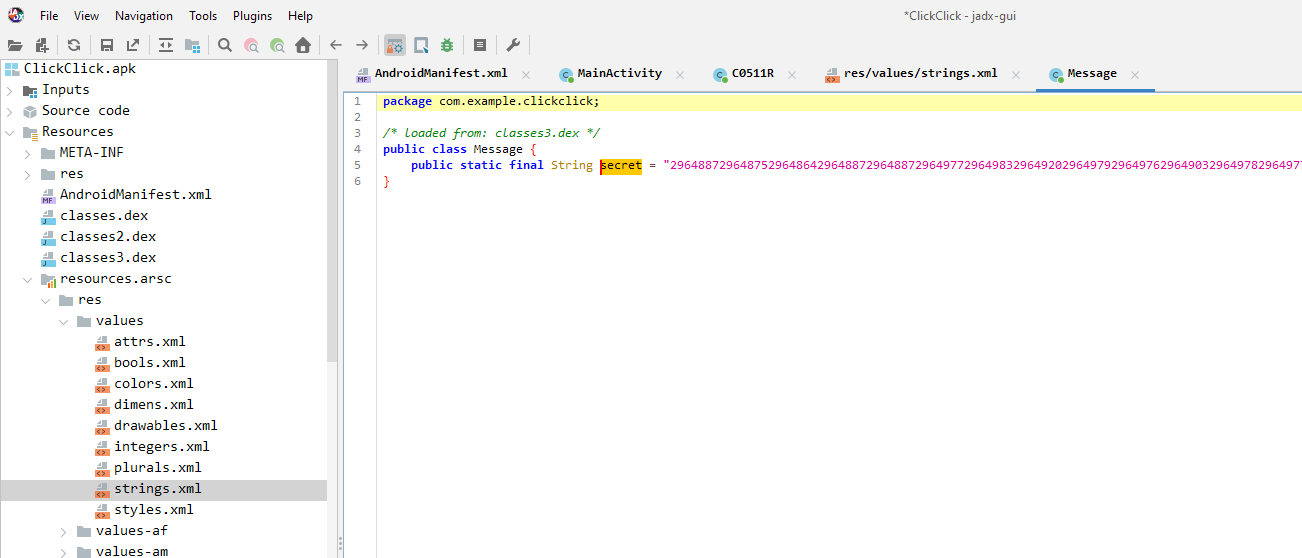 *ClickClick - jadx-gui
File View Navigation Tools Plugins Help
ClickClick.apk
Inputs
Source code
Resources
META-INF
res
AndroidManifest.xml
classes.dex
classes2.dex
classes3.dex
resources.arsc
res
values
attrs.xml
bools.xml
colors.xml
dimens.xml
drawables.xml
integers.xml
plurals.xml
strings.xml
styles.xml
values-af
values-am
AndroidManifest.xml MainActivity C0511R res/values/strings.xml Message
1 package com.example.clickclick;
2
3 /* loaded from: classes3.dex */
4 public class Message {
5 public static final String secret = "2964887296487529648642964887296488729649772964983296492029649792964976296490329649782964977
6 }